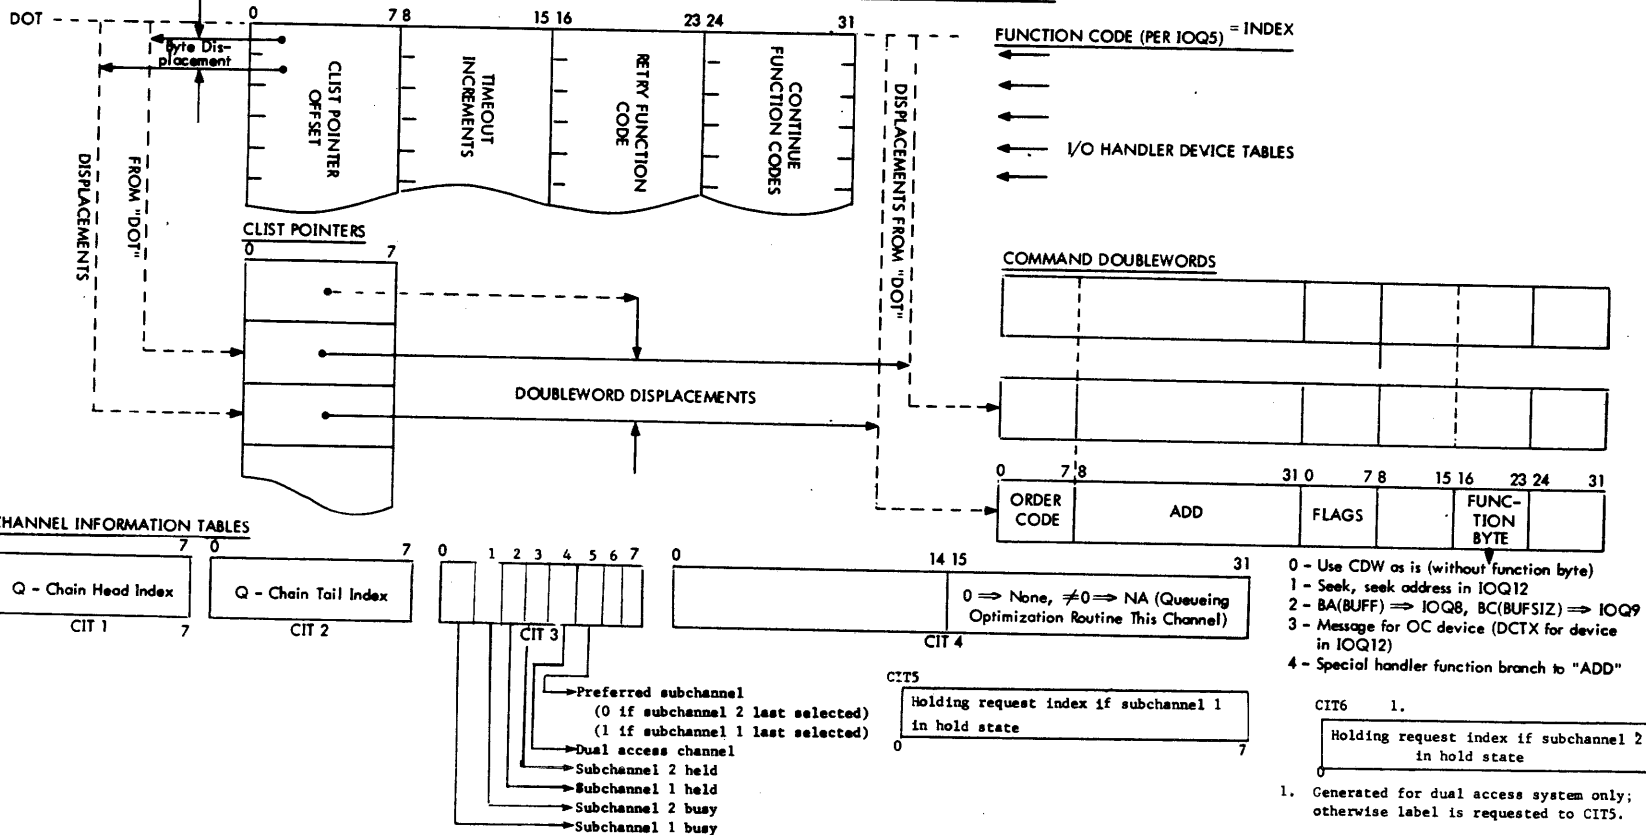 DOT
0 7 8 15 16 23 24 31
FUNCTION CODE (PER IOQ5) = INDEX
Byte Dis-
placement
CLIST POINTER
OFFSET
TIMEOUT
INCREMENTS
RETRY FUNCTION
CODE
CONTINUE
FUNCTION CODES
I/O HANDLER DEVICE TABLES
DISPLACEMENTS
FROM "DOT"
DISPLACEMENTS FROM "DOT"
CLIST POINTERS
0 7
COMMAND DOUBLEWORDS
DOUBLEWORD DISPLACEMENTS
0 7 8 31 0 7 8 15 16 23 24 31
ORDER
CODE
ADD
FLAGS
FUNC-
TION
BYTE
0 - Use CDW as is (without function byte)
1 - Seek, seek address in IOQ12
2 - BA(BUFF) ⟹ IOQ8, BC(BUFSIZ) ⟹ IOQ9
3 - Message for OC device (DCTX for device
in IOQ12)
4 - Special handler function branch to "ADD"
HANNEL INFORMATION TABLES
7
Q - Chain Head Index
CIT 1
7
0 7
Q - Chain Tail Index
CIT 2
0 1 2 3 4 5 6 7
CIT 3
0 14 15 31
0 ⟹ None, ≠0 ⟹ NA (Queueing
Optimization Routine This Channel)
CIT 4
Preferred subchannel
(0 if subchannel 2 last selected)
(1 if subchannel 1 last selected)
Dual access channel
Subchannel 2 held
Subchannel 1 held
Subchannel 2 busy
Subchannel 1 busy
CIT5
Holding request index if subchannel 1
in hold state
0 7
CIT6 1.
Holding request index if subchannel 2
in hold state
0
1. Generated for dual access system only;
otherwise label is requested to CIT5.